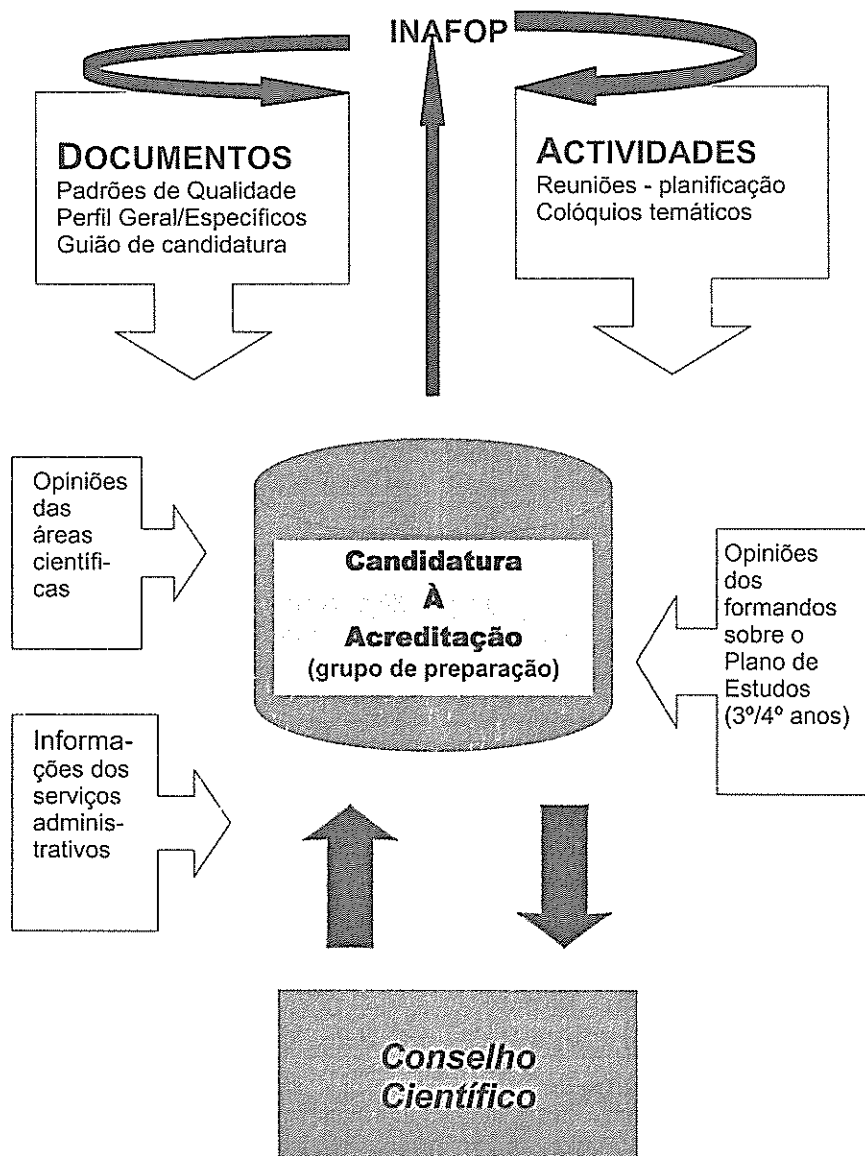 INAFOP
DOCUMENTOS
Padrões de Qualidade
Perfil Geral/Específicos
Guião de candidatura
ACTIVIDADES
Reuniões - planificação
Colóquios temáticos
Opiniões
das
áreas
científi-
cas
Candidatura
À
Acreditação
(grupo de preparação)
Opiniões
dos
formandos
sobre o
Plano de
Estudos
(3º/4º anos)
Informa-
ções dos
serviços
adminis-
trativos
Conselho
Científico